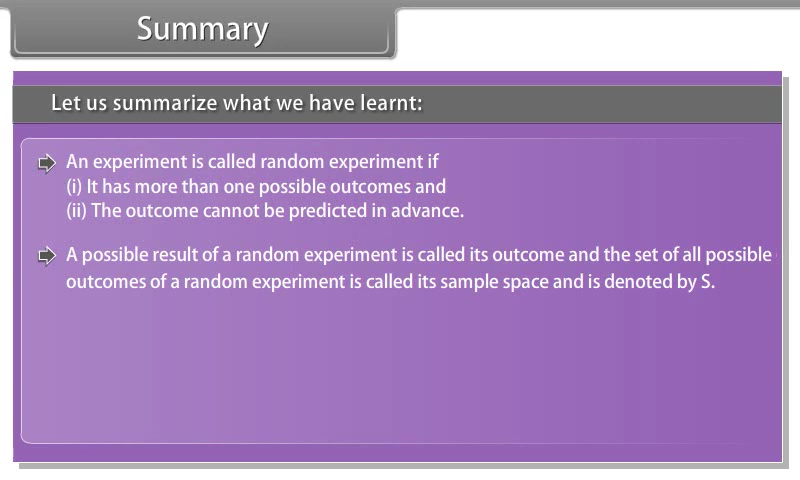 Summary
Let us summarize what we have learnt:
An experiment is called random experiment if
(i) It has more than one possible outcomes and
(ii) The outcome cannot be predicted in advance.
A possible result of a random experiment is called its outcome and the set of all possible
outcomes of a random experiment is called its sample space and is denoted by S.